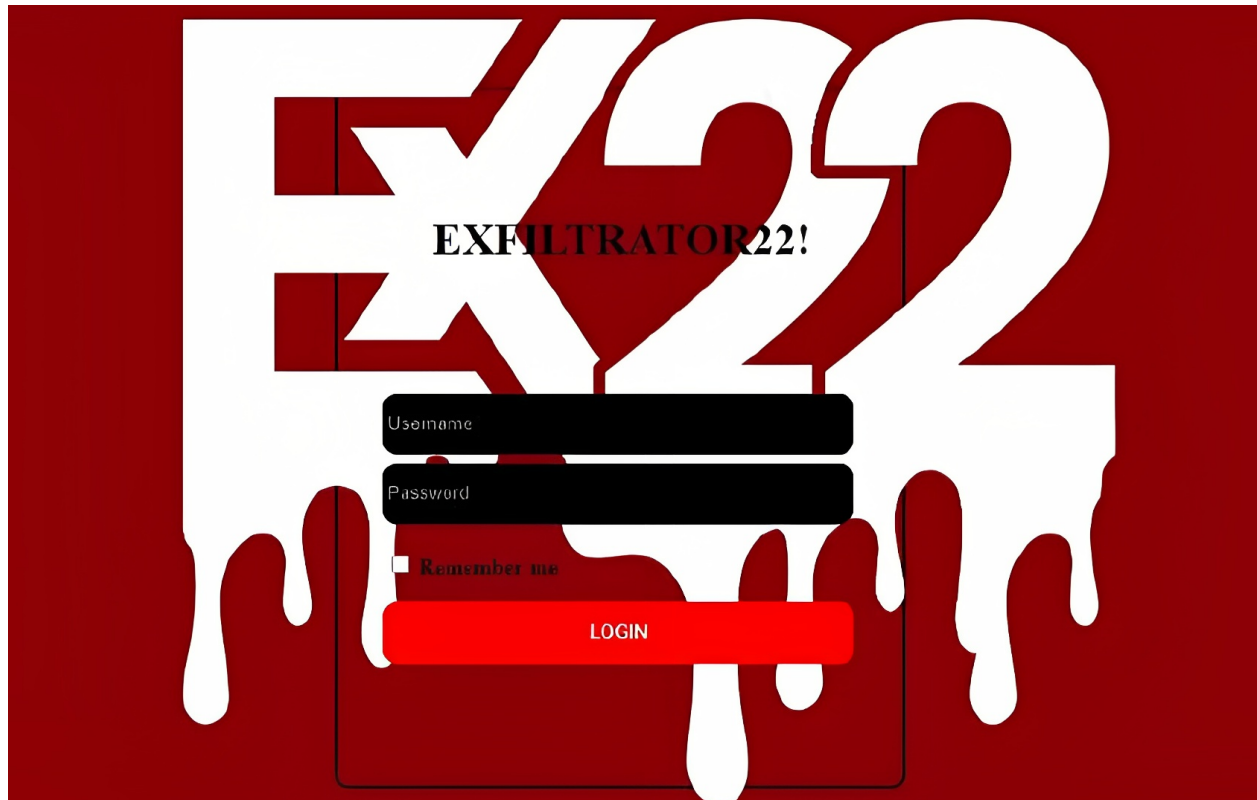 EX22
EXFILTRATOR22!
Username
Password
Remember me
LOGIN